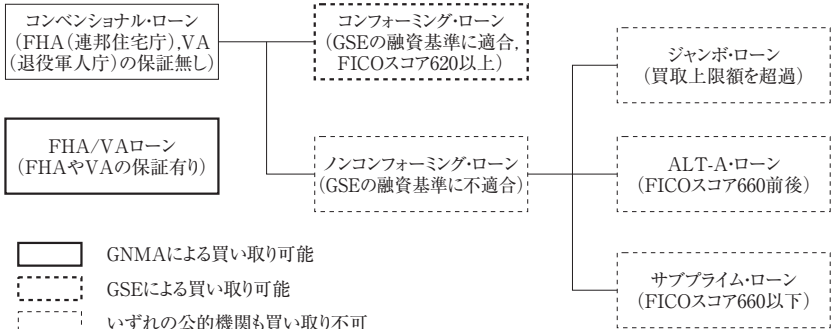 コンベンショナル・ローン
(FHA(連邦住宅庁),VA
(退役軍人庁)の保証無し)
コンフォーミング・ローン
(GSEの融資基準に適合,
FICOスコア620以上)
ジャンボ・ローン
(買取上限額を超過)
FHA/VAローン
(FHAやVAの保証有り)
ノンコンフォーミング・ローン
(GSEの融資基準に不適合)
ALT-A・ローン
(FICOスコア660前後)
サブプライム・ローン
(FICOスコア660以下)
GNMAによる買い取り可能
GSEによる買い取り可能
いずれの公的機関も買い取り不可